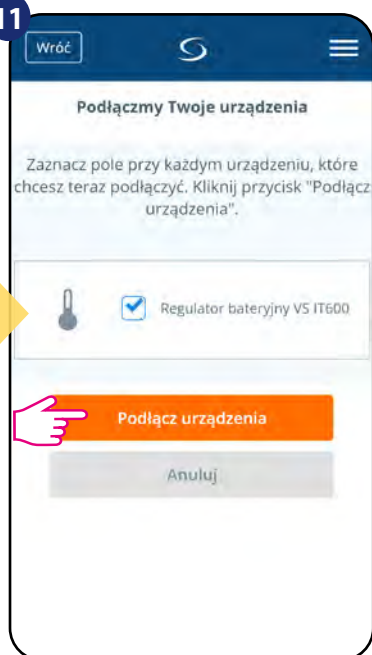 11
Wróć
Podłączmy Twoje urządzenia
Zaznacz pole przy każdym urządzeniu, które
chcesz teraz podłączyć. Kliknij przycisk "Podłącz
urządzenia".
Regulator bateryjny VS IT600
Podłącz urządzenia
Anuluj